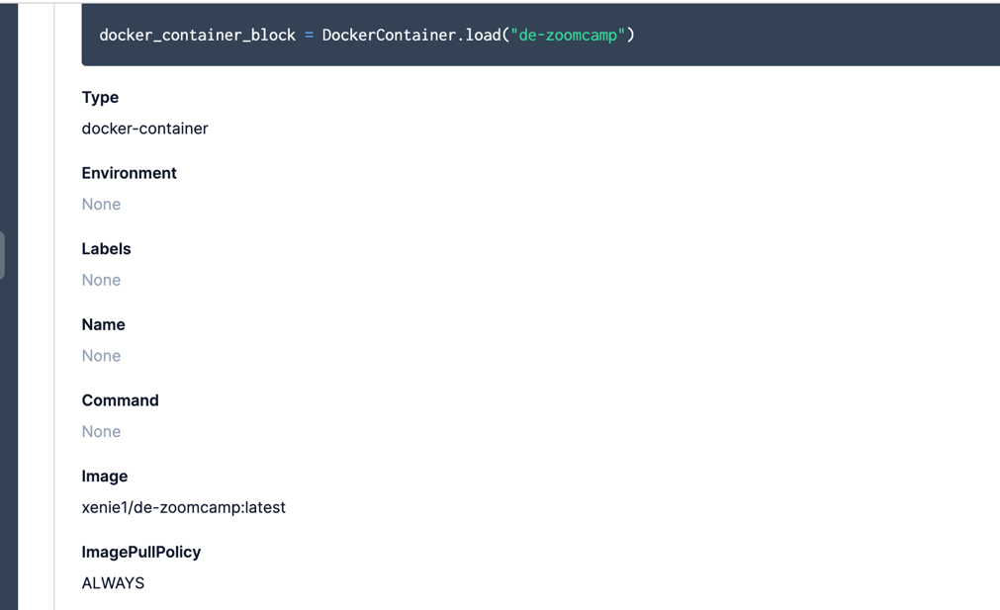 docker_container_block = DockerContainer.load("de-zoomcamp")
Type
docker-container
Environment
None
Labels
None
Name
None
Command
None
Image
xenie1/de-zoomcamp:latest
ImagePullPolicy
ALWAYS